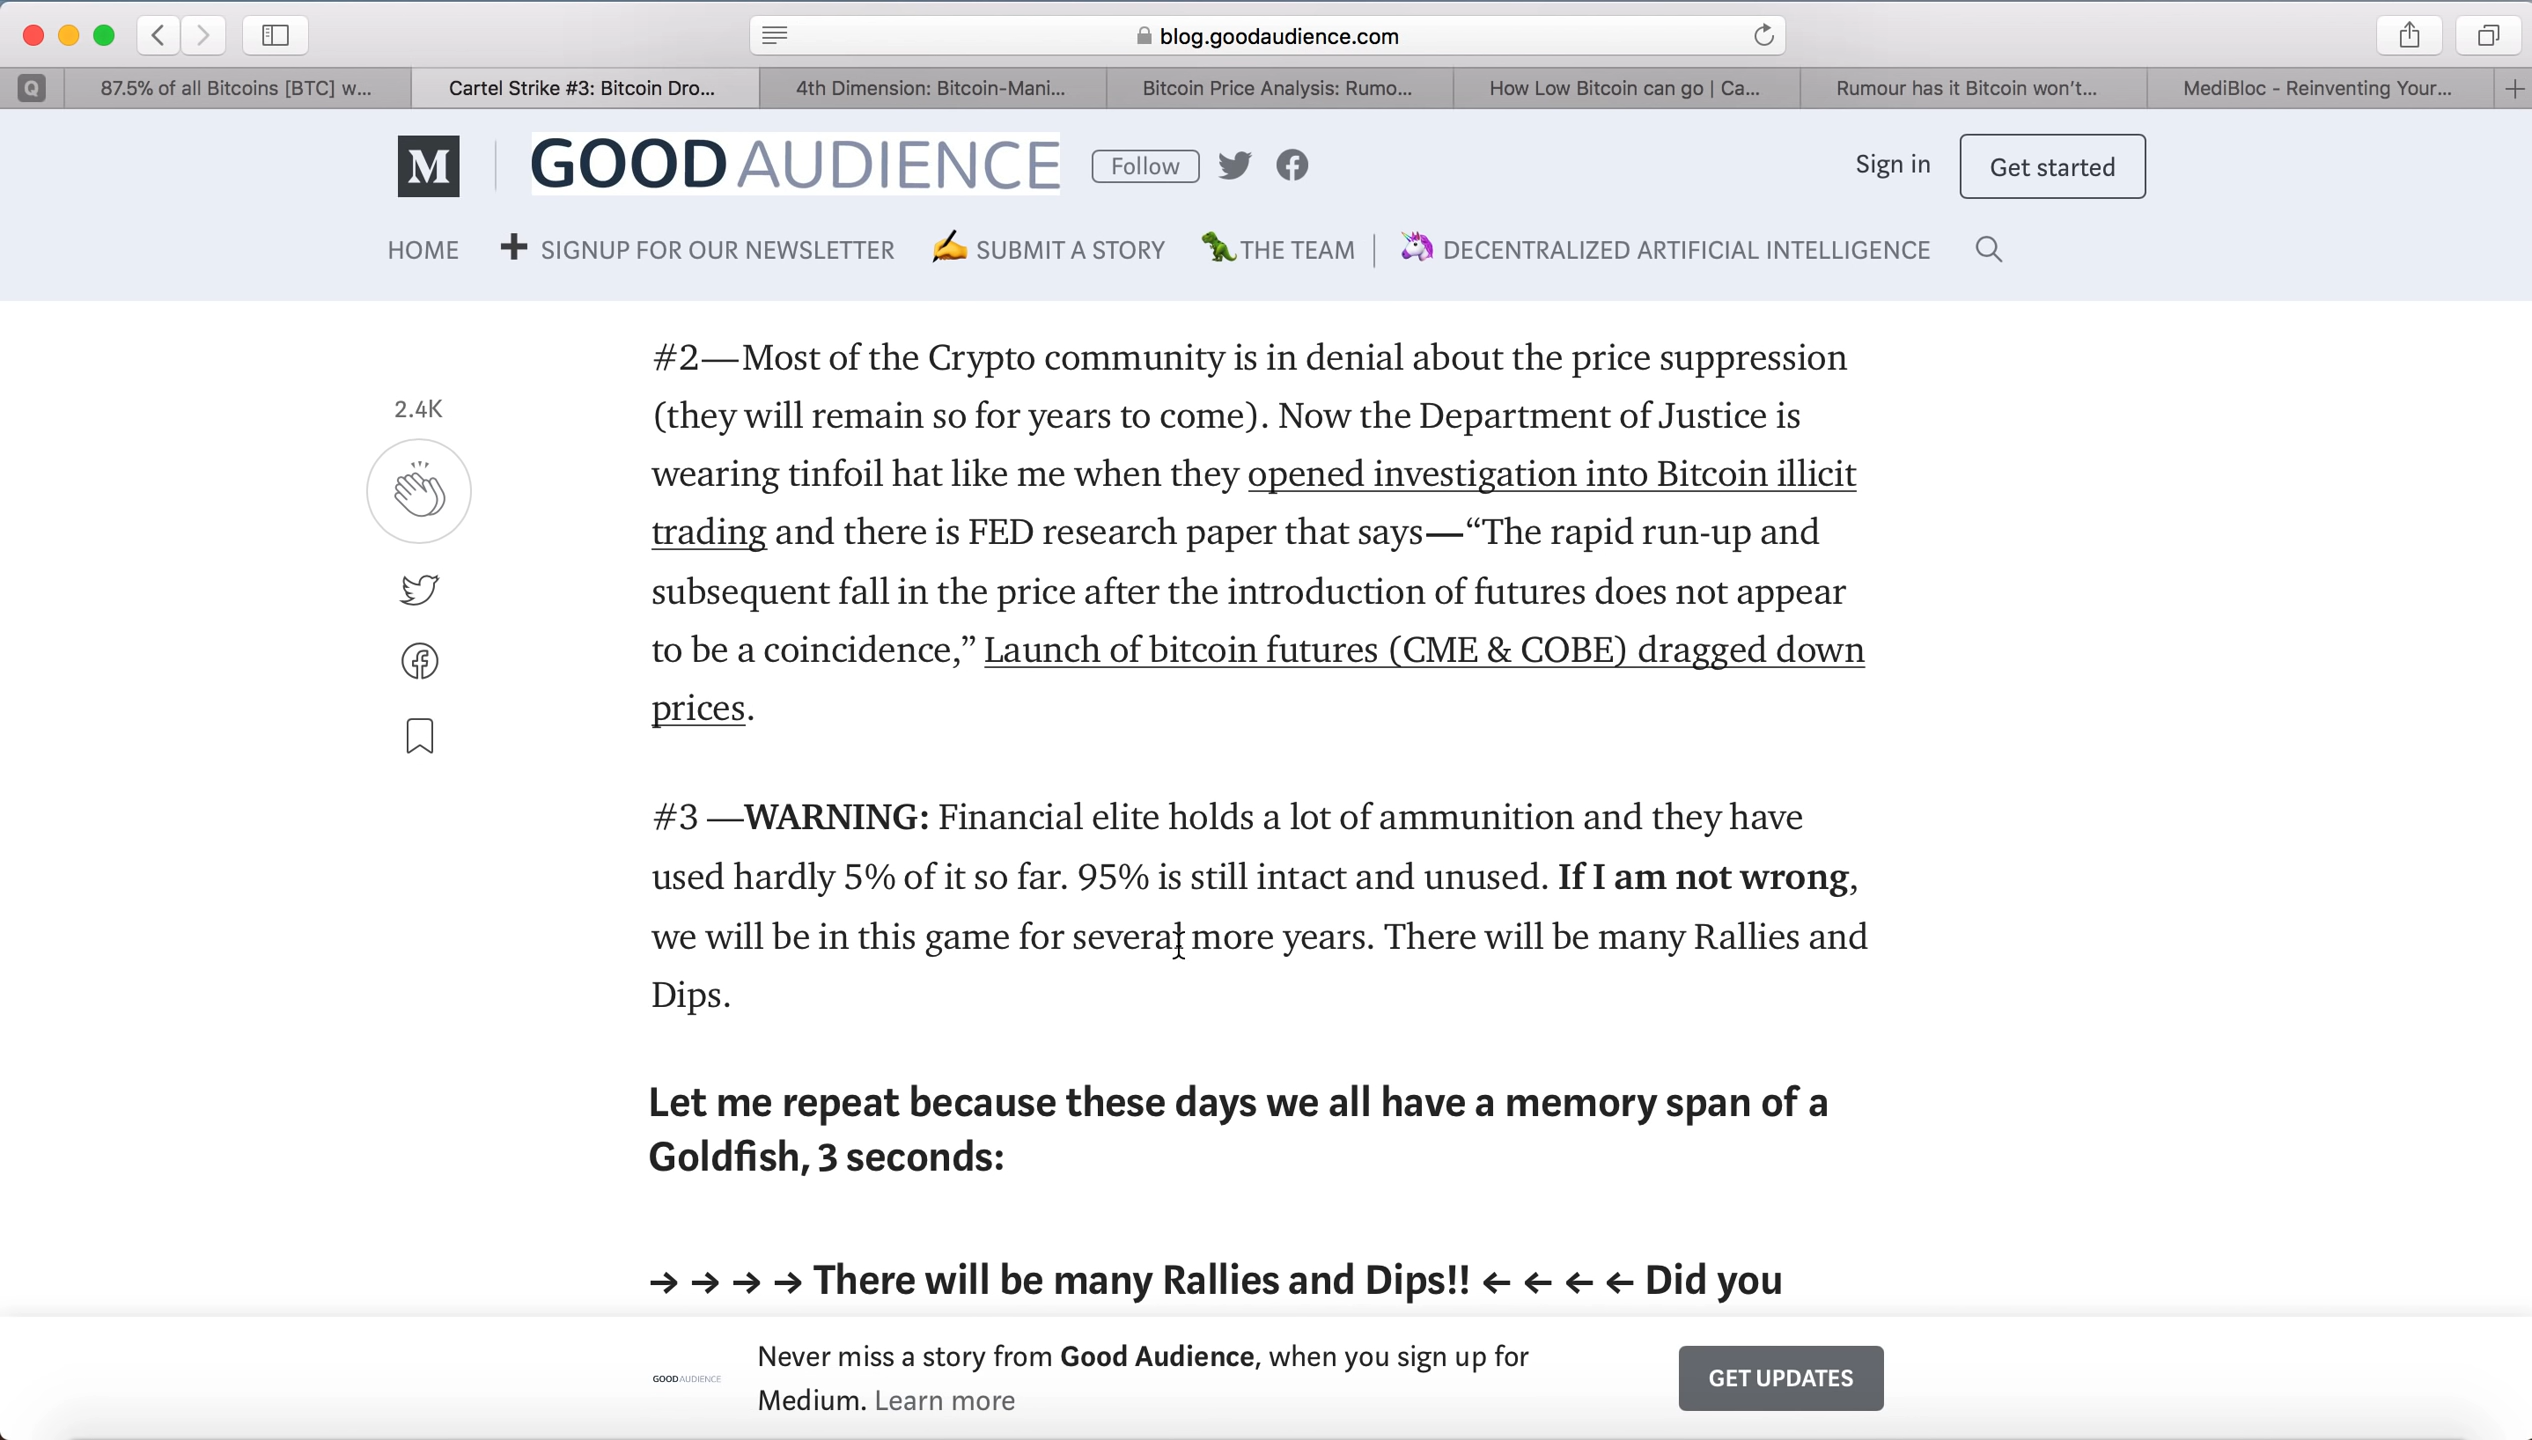 blog.goodaudience.com
Q
87.5% of all Bitcoins [BTC] w...
Cartel Strike #3: Bitcoin Dro...
4th Dimension: Bitcoin-Mani...
Bitcoin Price Analysis: Rumo...
How Low Bitcoin can go | Ca...
Rumour has it Bitcoin won't...
MediBloc - Reinventing Your...
M
GOODAUDIENCE
Follow
Sign in
Get started
HOME
SIGNUP FOR OUR NEWSLETTER
SUBMIT A STORY
THE TEAM
DECENTRALIZED ARTIFICIAL INTELLIGENCE
2.4K
#2—Most of the Crypto community is in denial about the price suppression
(they will remain so for years to come). Now the Department of Justice is
wearing tinfoil hat like me when they opened investigation into Bitcoin illicit
trading and there is FED research paper that says—“The rapid run-up and
subsequent fall in the price after the introduction of futures does not appear
to be a coincidence,” Launch of bitcoin futures (CME & COBE) dragged down
prices.
#3 —WARNING: Financial elite holds a lot of ammunition and they have
used hardly 5% of it so far. 95% is still intact and unused. If I am not wrong,
we will be in this game for several more years. There will be many Rallies and
Dips.
Let me repeat because these days we all have a memory span of a
Goldfish, 3 seconds:
→ → → → There will be many Rallies and Dips!! ← ← ← ← Did you
GOODAUDIENCE
Never miss a story from Good Audience, when you sign up for
Medium. Learn more
GET UPDATES